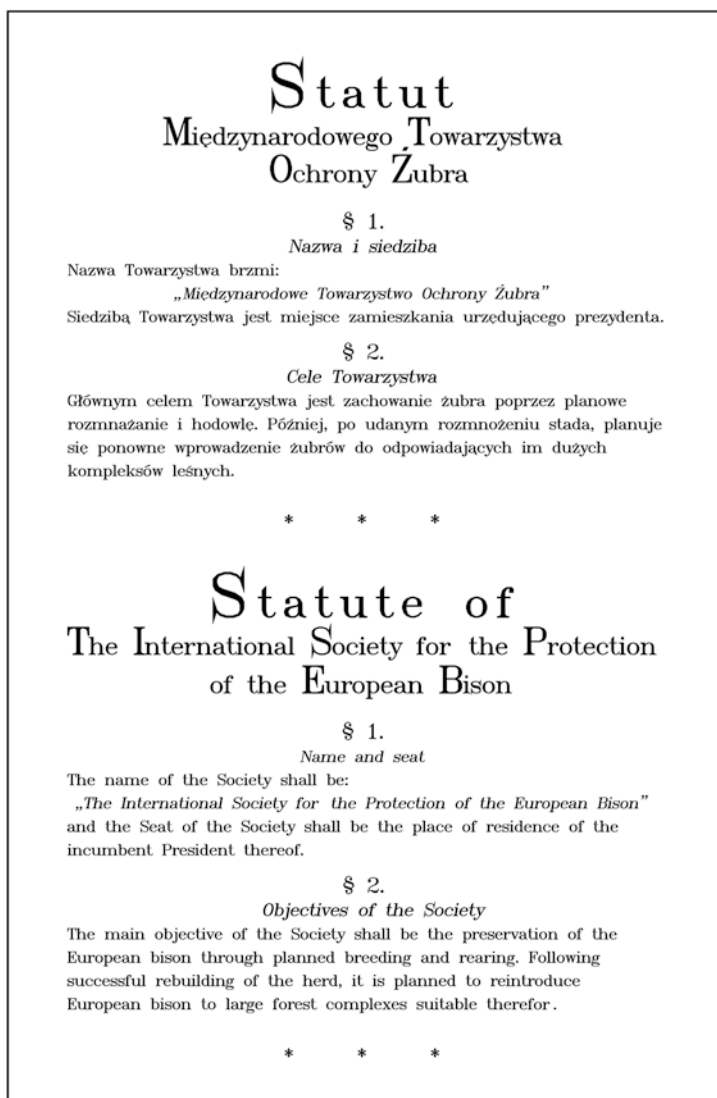 Statut
Międzynarodowego Towarzystwa
Ochrony Żubra
§ 1.
Nazwa i siedziba
Nazwa Towarzystwa brzmi:
„Międzynarodowe Towarzystwo Ochrony Żubra”
Siedzibą Towarzystwa jest miejsce zamieszkania urzędującego prezydenta.
§ 2.
Cele Towarzystwa
Głównym celem Towarzystwa jest zachowanie żubra poprzez planowe
rozmnażanie i hodowlę. Później, po udanym rozmnożeniu stada, planuje
się ponowne wprowadzenie żubrów do odpowiadających im dużych
kompleksów leśnych.
* * *
Statute of
The International Society for the Protection
of the European Bison
§ 1.
Name and seat
The name of the Society shall be:
„The International Society for the Protection of the European Bison”
and the Seat of the Society shall be the place of residence of the
incumbent President thereof.
§ 2.
Objectives of the Society
The main objective of the Society shall be the preservation of the
European bison through planned breeding and rearing. Following
successful rebuilding of the herd, it is planned to reintroduce
European bison to large forest complexes suitable therefor.
* * *